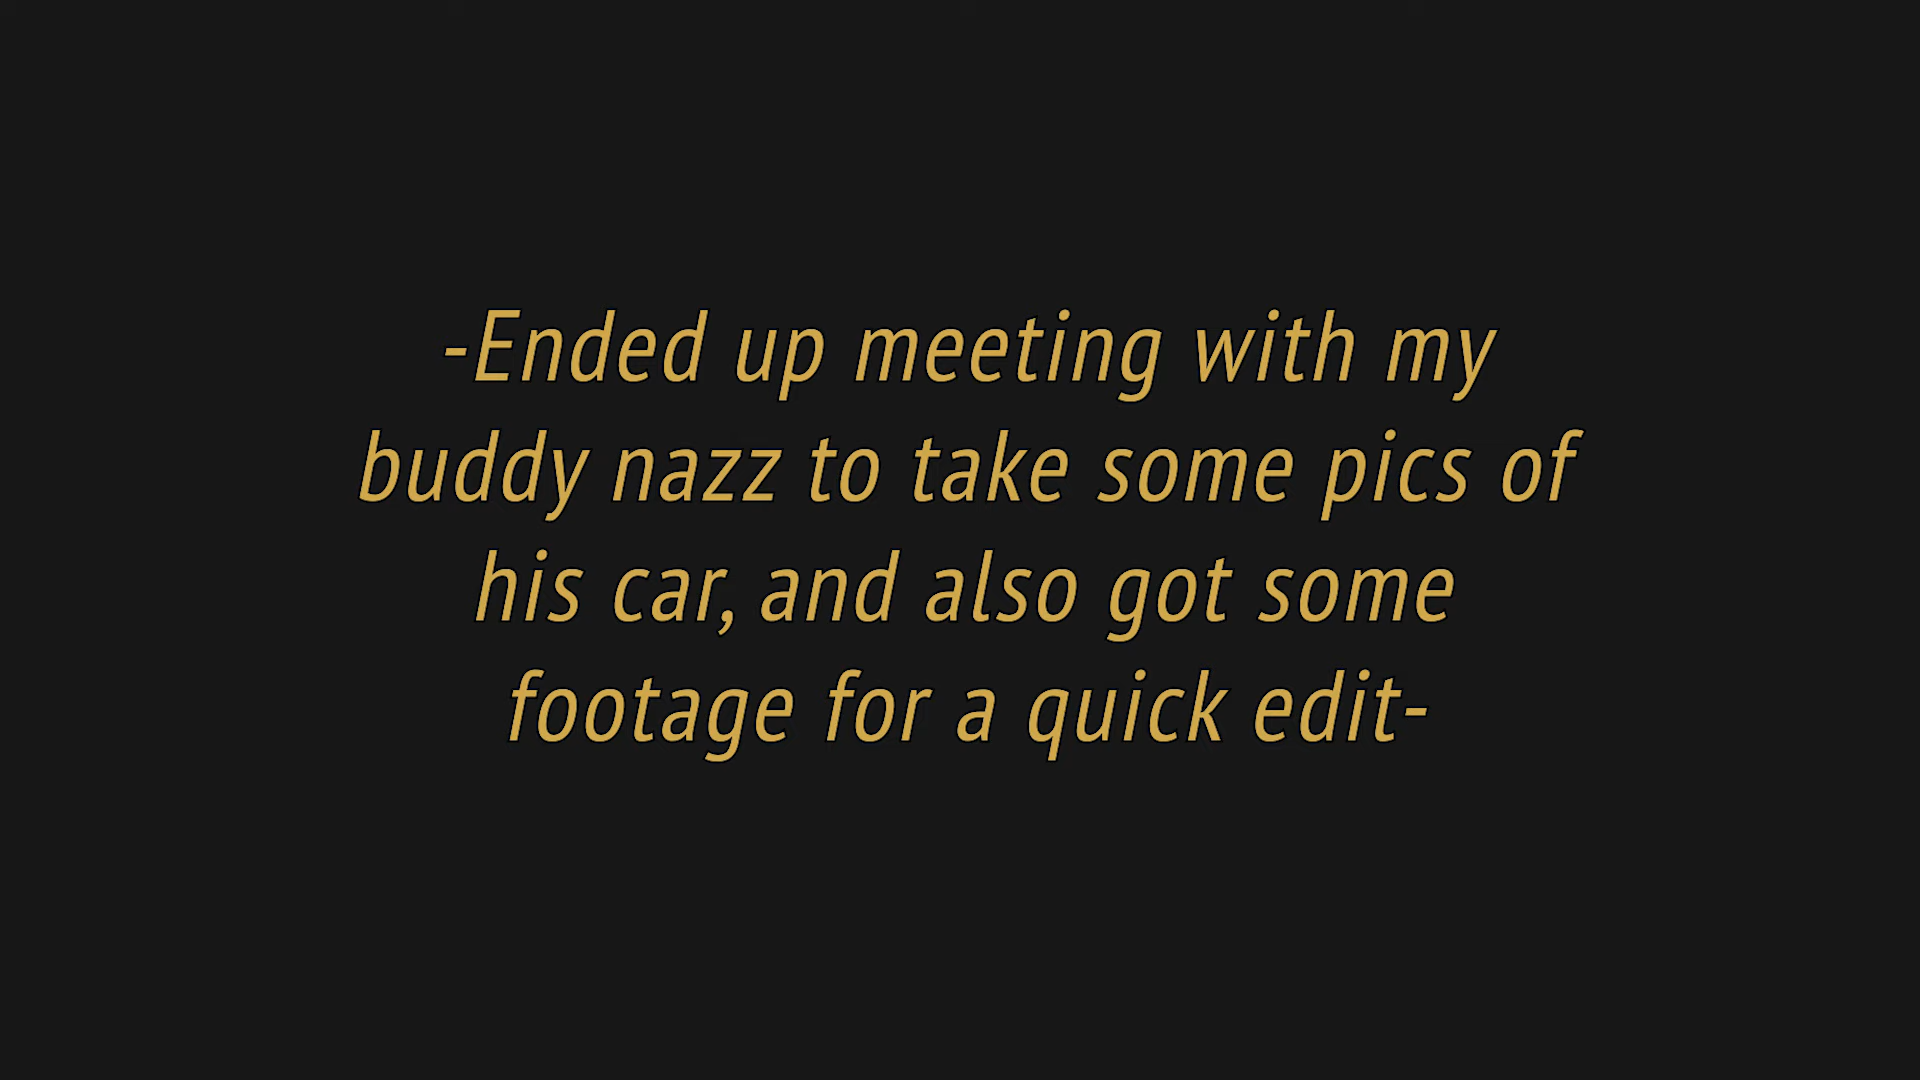 -Ended up meeting with my
buddy nazz to take some pics of
his car, and also got some
footage for a quick edit-